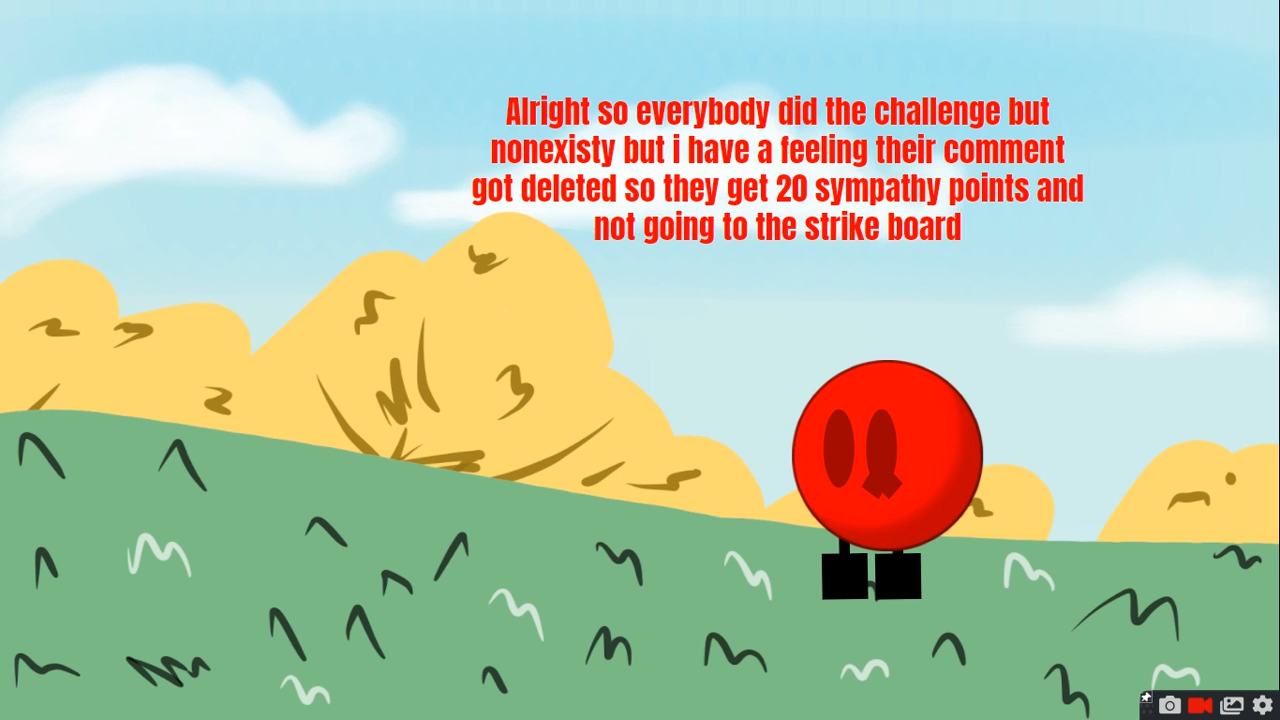 Alright so everybody did the challenge but
nonexisty but i have a feeling their comment
got deleted so they get 20 sympathy points and
not going to the strike board